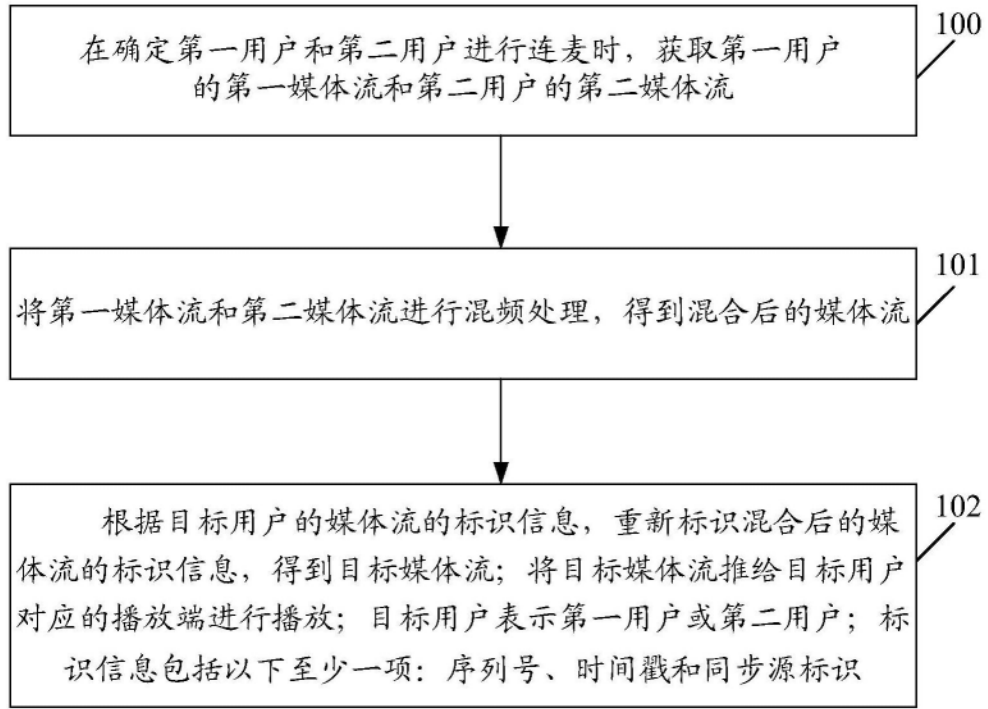 100
在确定第一用户和第二用户进行连麦时，获取第一用户
的第一媒体流和第二用户的第二媒体流
101
将第一媒体流和第二媒体流进行混频处理，得到混合后的媒体流
102
根据目标用户的媒体流的标识信息，重新标识混合后的媒
体流的标识信息，得到目标媒体流；将目标媒体流推给目标用户
对应的播放端进行播放；目标用户表示第一用户或第二用户；标
识信息包括以下至少一项：序列号、时间戳和同步源标识